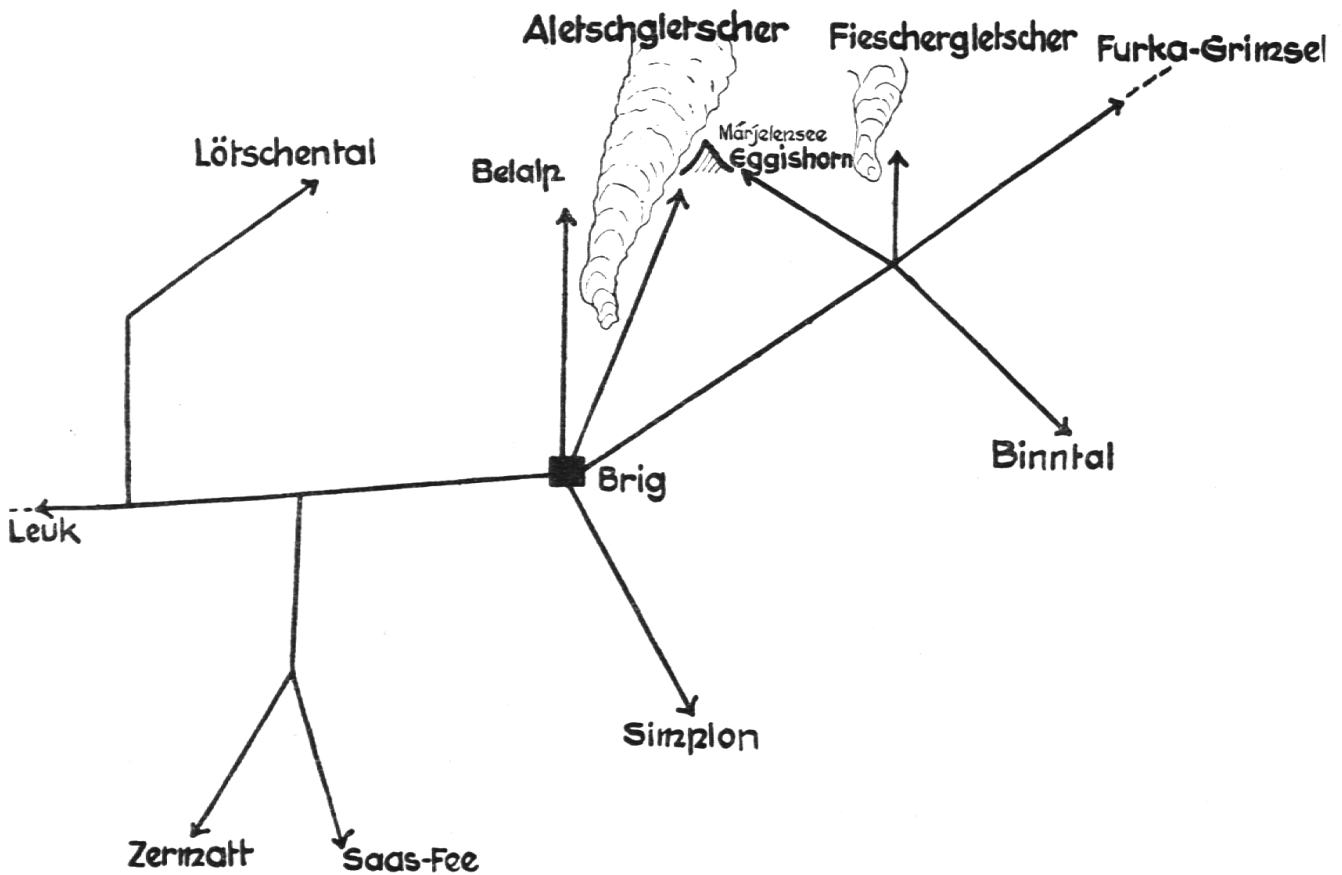 Aletschgletscher
Fieschergletscher
Furka-Grimsel
Lötschental
Belalp
Märjelensee
Eggishorn
Binntal
Brig
Leuk
Simplon
Zermatt
Saas-Fee